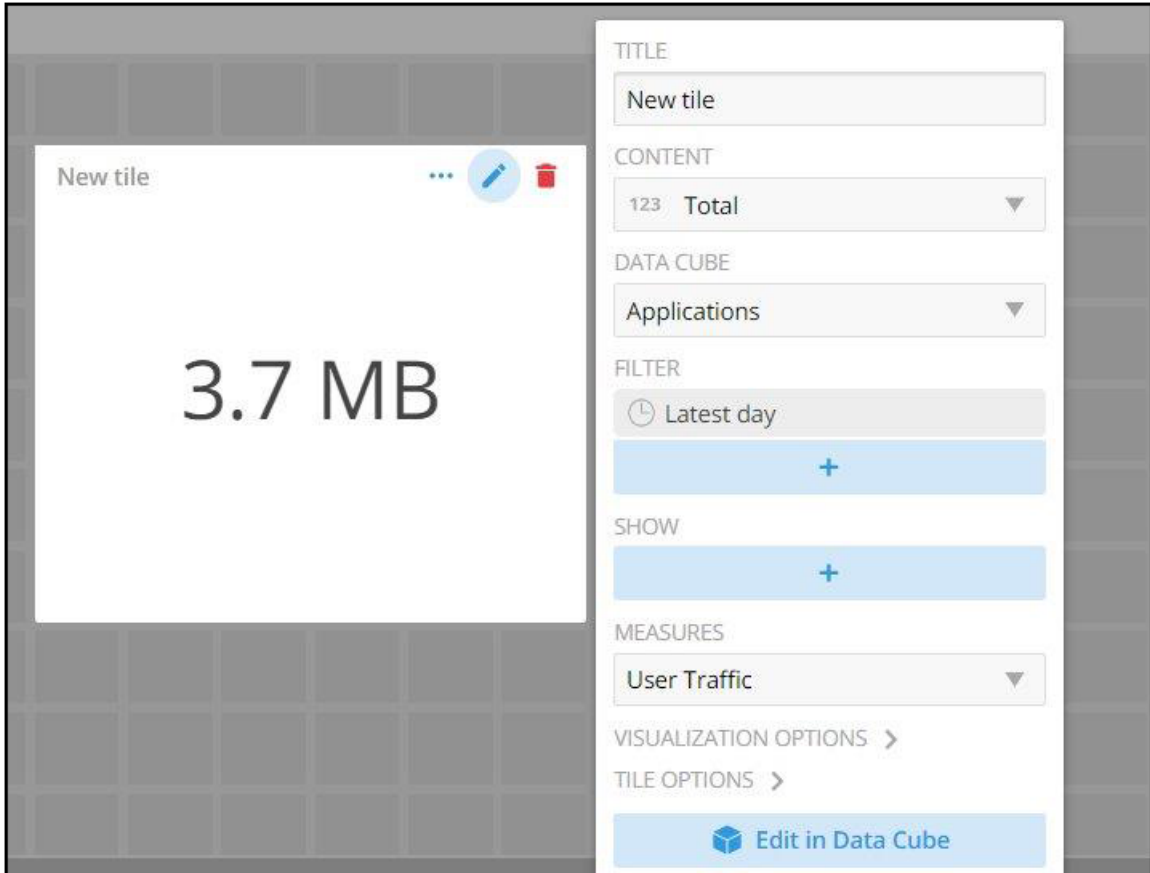 New tile
3.7 MB
TITLE
New tile
CONTENT
123 Total
DATA CUBE
Applications
FILTER
Latest day
+
SHOW
+
MEASURES
User Traffic
VISUALIZATION OPTIONS
TILE OPTIONS
Edit in Data Cube